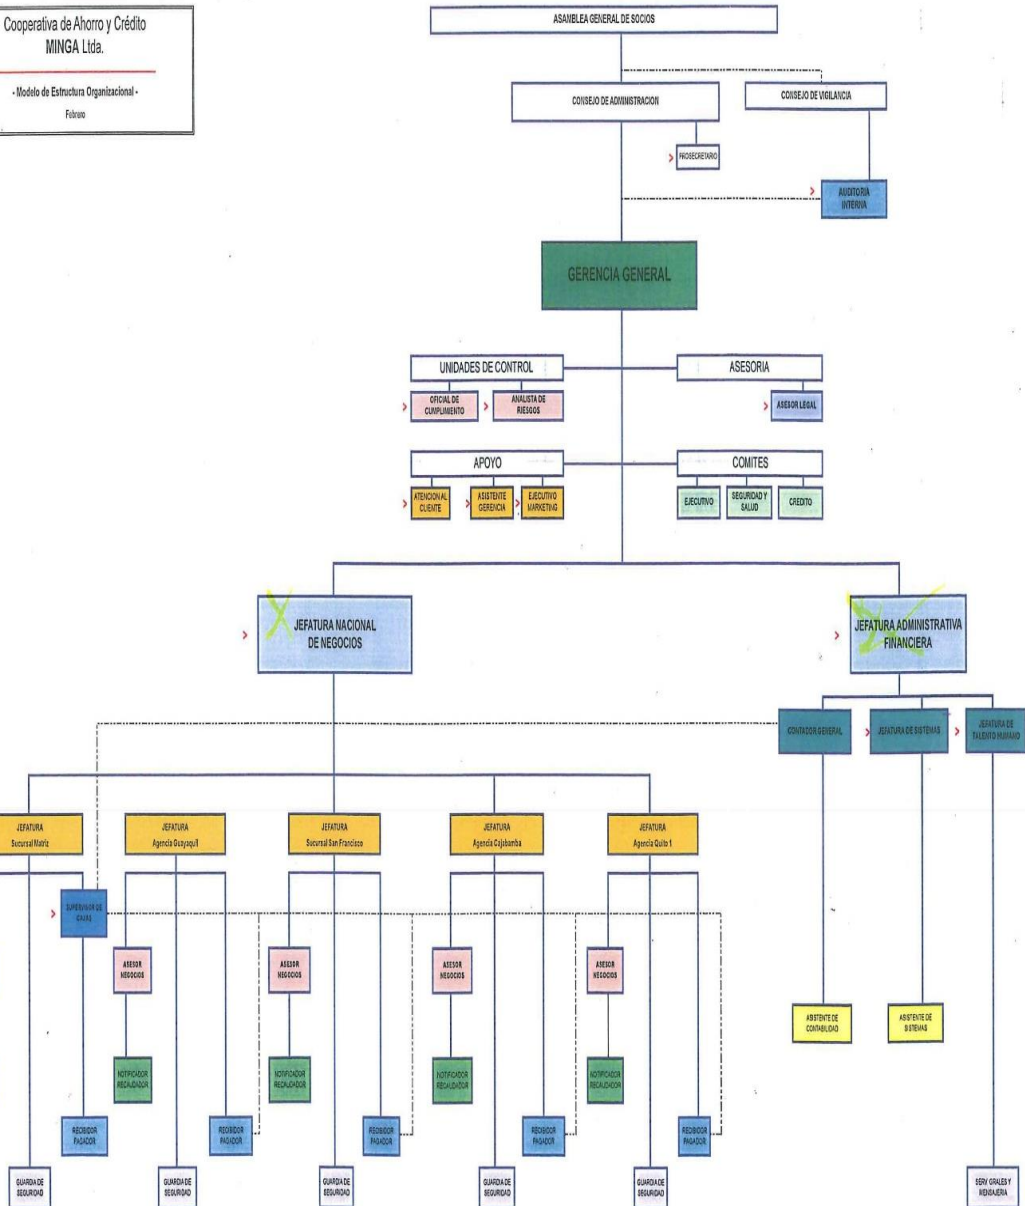 Cooperativa de Ahorro y Crédito
MINGA Ltda.
- Modelo de Estructura Organizacional -
Febrero
ASAMBLEA GENERAL DE SOCIOS
CONSEJO DE ADMINISTRACION
CONSEJO DE VIGILANCIA
PROSECRETARIO
AUDITORIA
INTERNA
GERENCIA GENERAL
UNIDADES DE CONTROL
ASESORIA
OFICIAL DE
CUMPLIMIENTO
ANALISTA DE
RIESGOS
ASESOR LEGAL
APOYO
COMITES
ATENCION AL
CLIENTE
ASISTENTE
GERENCIA
EJECUTIVO
MARKETING
EJECUTIVO
SEGURIDAD Y
SALUD
CREDITO
JEFATURA NACIONAL
DE NEGOCIOS
JEFATURA ADMINISTRATIVA
FINANCIERA
CONTADOR GENERAL
JEFATURA DE SISTEMAS
JEFATURA DE
TALENTO HUMANO
JEFATURA
Sucursal Matriz
JEFATURA
Agencia Guayaquil
JEFATURA
Sucursal San Francisco
JEFATURA
Agencia Cajabamba
JEFATURA
Agencia Quito 1
SUPERVISOR DE
CAJAS
ASESOR
NEGOCIOS
ASESOR
NEGOCIOS
ASESOR
NEGOCIOS
ASESOR
NEGOCIOS
ASISTENTE DE
CONTABILIDAD
ASISTENTE DE
SISTEMAS
NOTIFICADOR
RECAUDADOR
NOTIFICADOR
RECAUDADOR
NOTIFICADOR
RECAUDADOR
NOTIFICADOR
RECAUDADOR
RECIBIDOR
PAGADOR
RECIBIDOR
PAGADOR
RECIBIDOR
PAGADOR
RECIBIDOR
PAGADOR
RECIBIDOR
PAGADOR
GUARDIA DE
SEGURIDAD
GUARDIA DE
SEGURIDAD
GUARDIA DE
SEGURIDAD
GUARDIA DE
SEGURIDAD
GUARDIA DE
SEGURIDAD
SERV. GRALES Y
MENSAJERIA